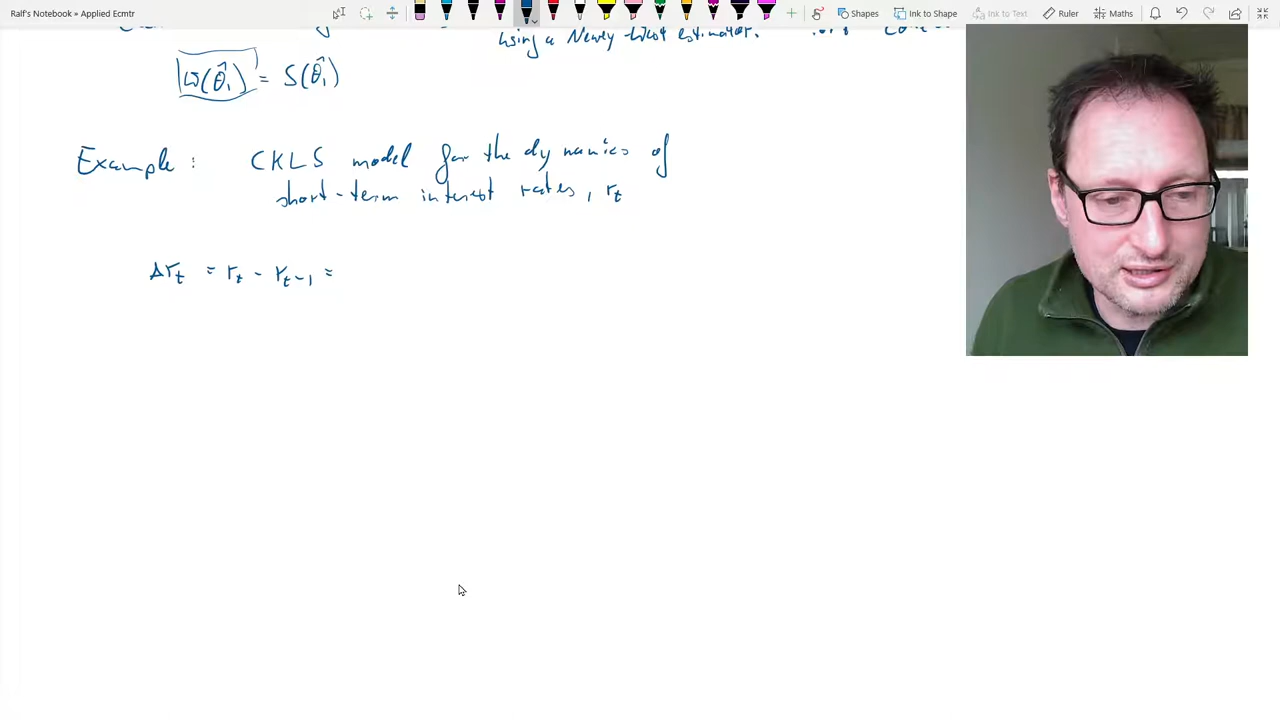 Ralf's Notebook » Applied Ecmtr
Shapes Ink to Shape Ink to Text Ruler Maths
using a Newey-West estimator.
W(θ̂₁) = S(θ̂₁)
Example : CKLS model for the dynamics of
short-term interest rates, rₜ
Δrₜ = rₜ - rₜ₋₁ =